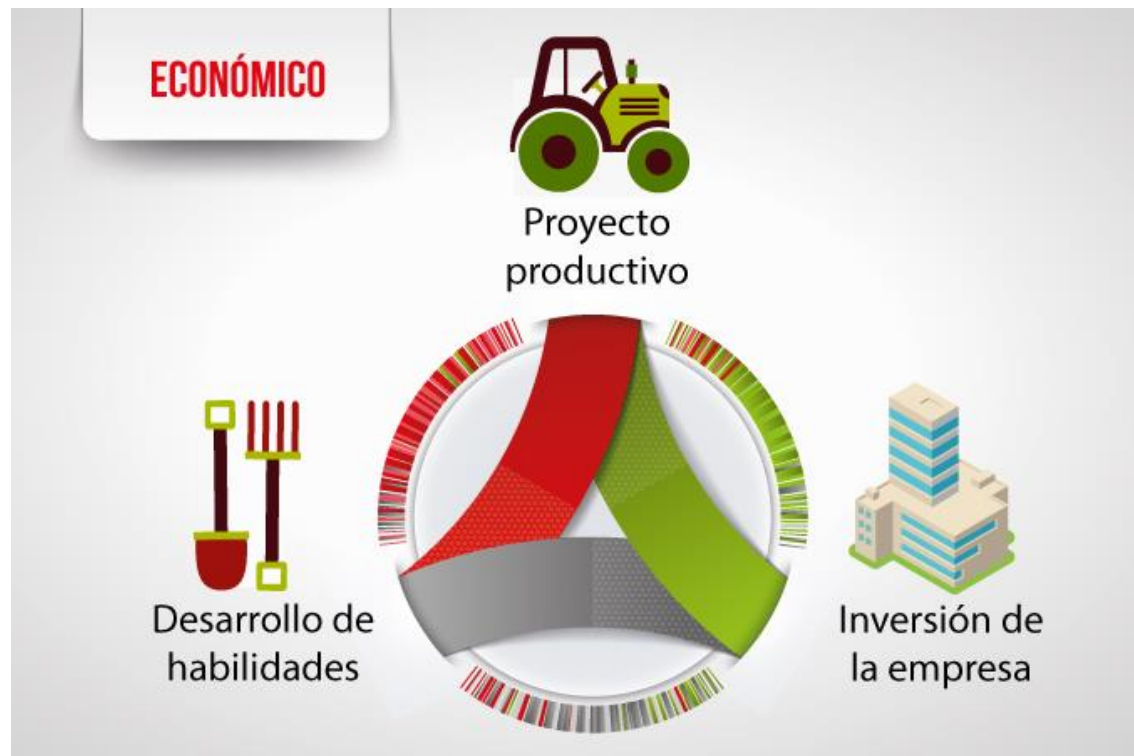 ECONÓMICO
Proyecto
productivo
Desarrollo de
habilidades
Inversión de
la empresa